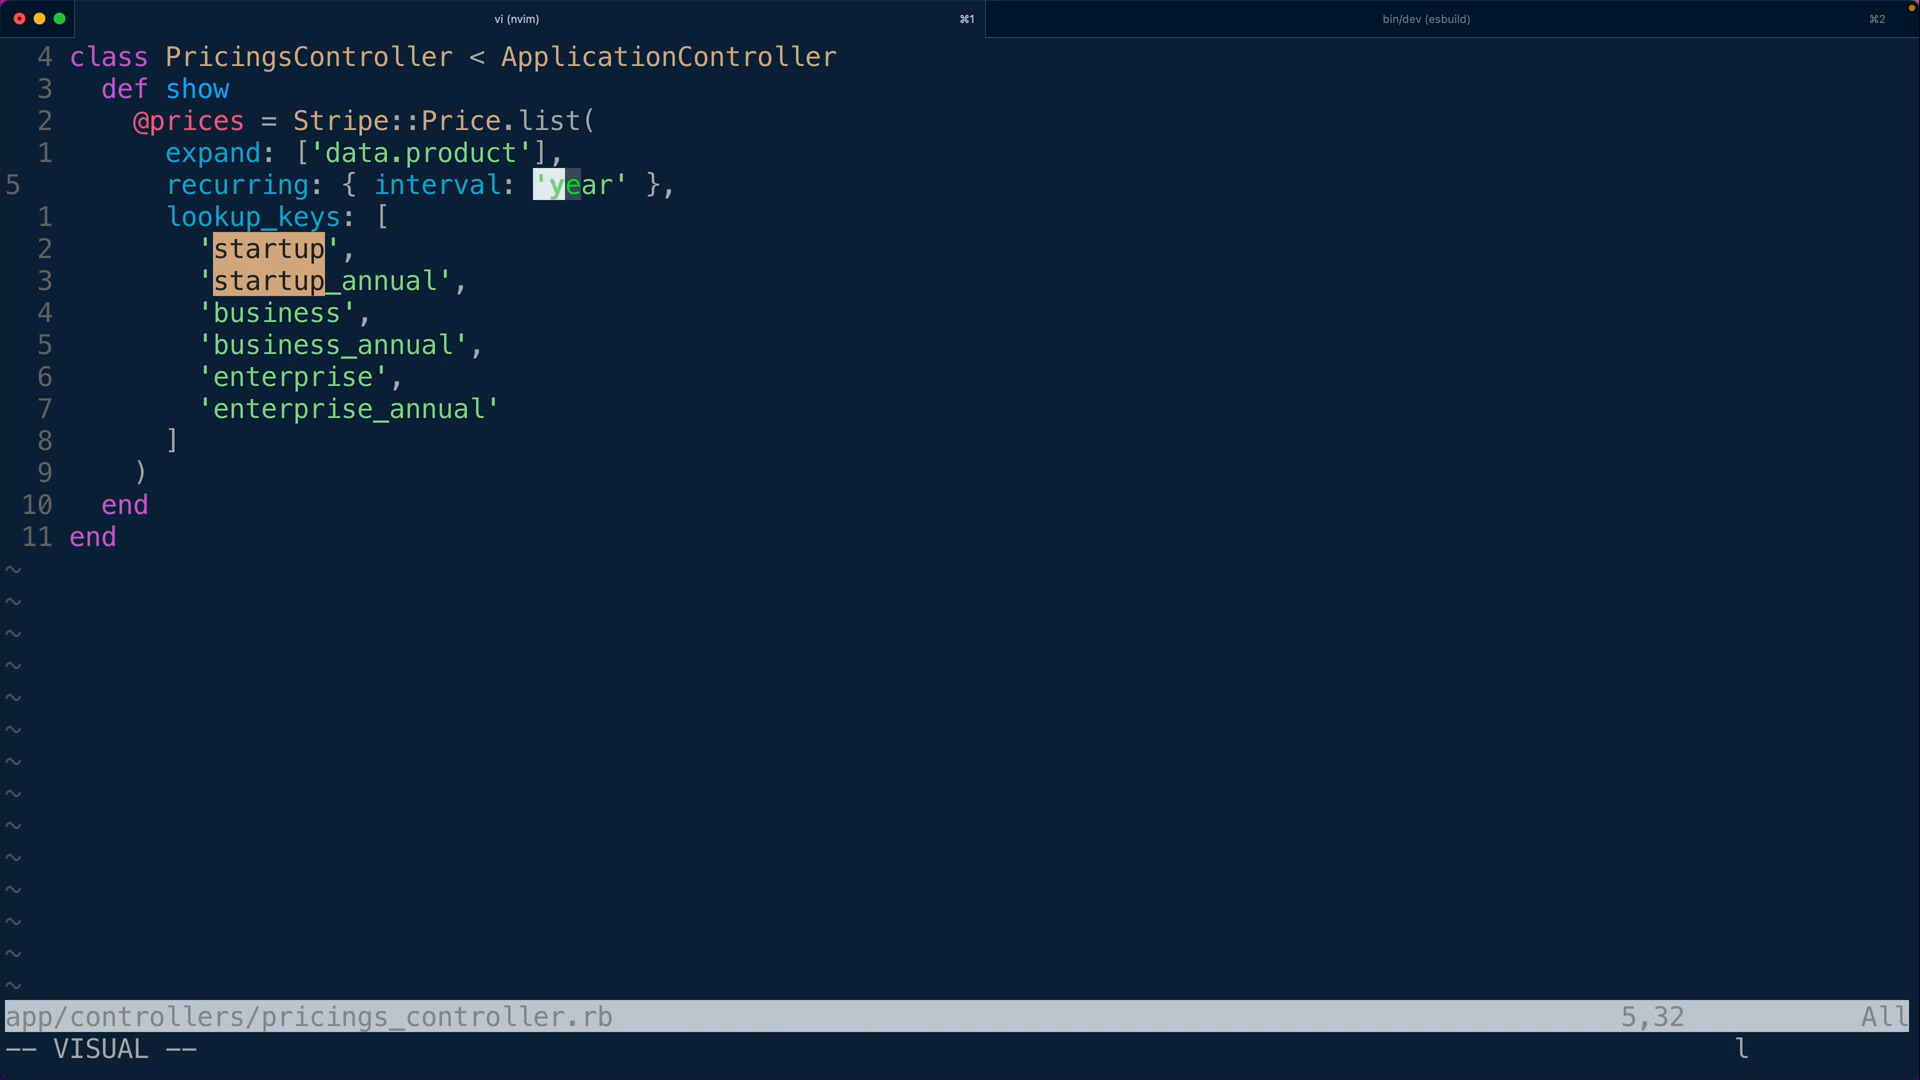 vi (nvim) ⌘1 bin/dev (esbuild) ⌘2
4 class PricingsController < ApplicationController
3   def show
2     @prices = Stripe::Price.list(
1       expand: ['data.product'],
5       recurring: { interval: 'year' },
1       lookup_keys: [
2         'startup',
3         'startup_annual',
4         'business',
5         'business_annual',
6         'enterprise',
7         'enterprise_annual'
8       ]
9     )
10   end
11 end
~
~
~
~
~
~
~
~
~
~
~
~
~
~
app/controllers/pricings_controller.rb 5,32 All
-- VISUAL -- l